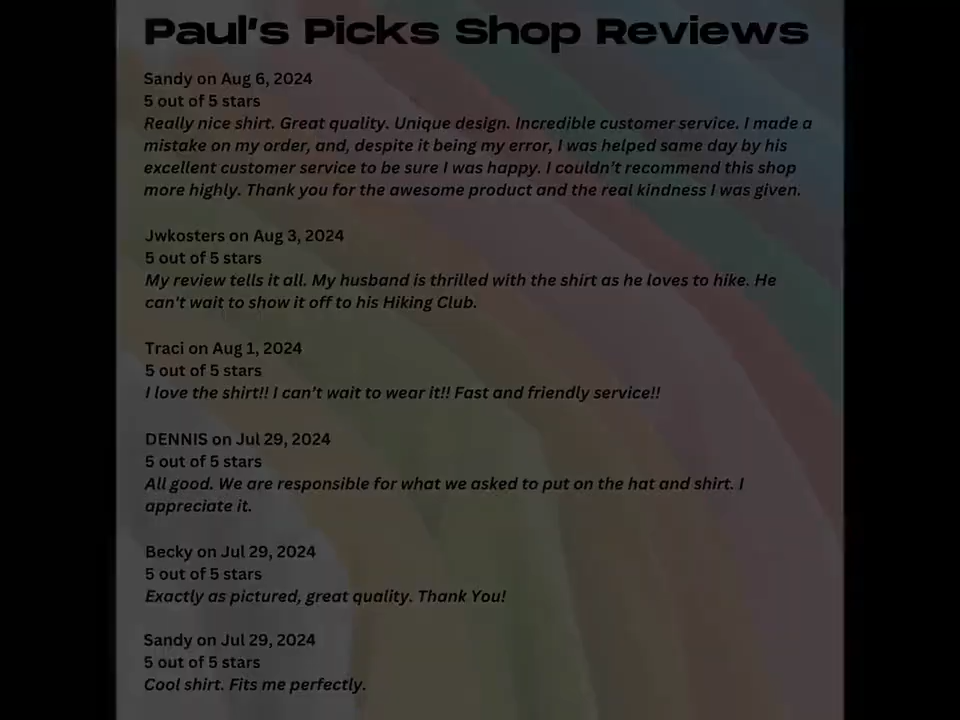 Paul's Picks Shop Reviews
Sandy on Aug 6, 2024
5 out of 5 stars
Really nice shirt. Great quality. Unique design. Incredible customer service. I made a
mistake on my order, and, despite it being my error, I was helped same day by his
excellent customer service to be sure I was happy. I couldn't recommend this shop
more highly. Thank you for the awesome product and the real kindness I was given.
Jwkosters on Aug 3, 2024
5 out of 5 stars
My review tells it all. My husband is thrilled with the shirt as he loves to hike. He
can't wait to show it off to his Hiking Club.
Traci on Aug 1, 2024
5 out of 5 stars
I love the shirt!! I can't wait to wear it!! Fast and friendly service!!
DENNIS on Jul 29, 2024
5 out of 5 stars
All good. We are responsible for what we asked to put on the hat and shirt. I
appreciate it.
Becky on Jul 29, 2024
5 out of 5 stars
Exactly as pictured, great quality. Thank You!
Sandy on Jul 29, 2024
5 out of 5 stars
Cool shirt. Fits me perfectly.